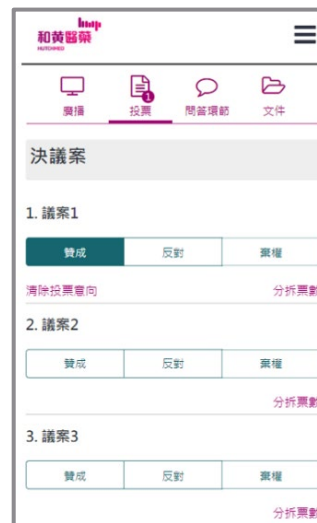 hmp
和黃醫藥
HUTCHMED
廣播 投票 1 問答環節 文件
決議案
1. 議案1
贊成 反對 棄權
清除投票意向 分拆票數
2. 議案2
贊成 反對 棄權
分拆票數
3. 議案3
贊成 反對 棄權
分拆票數